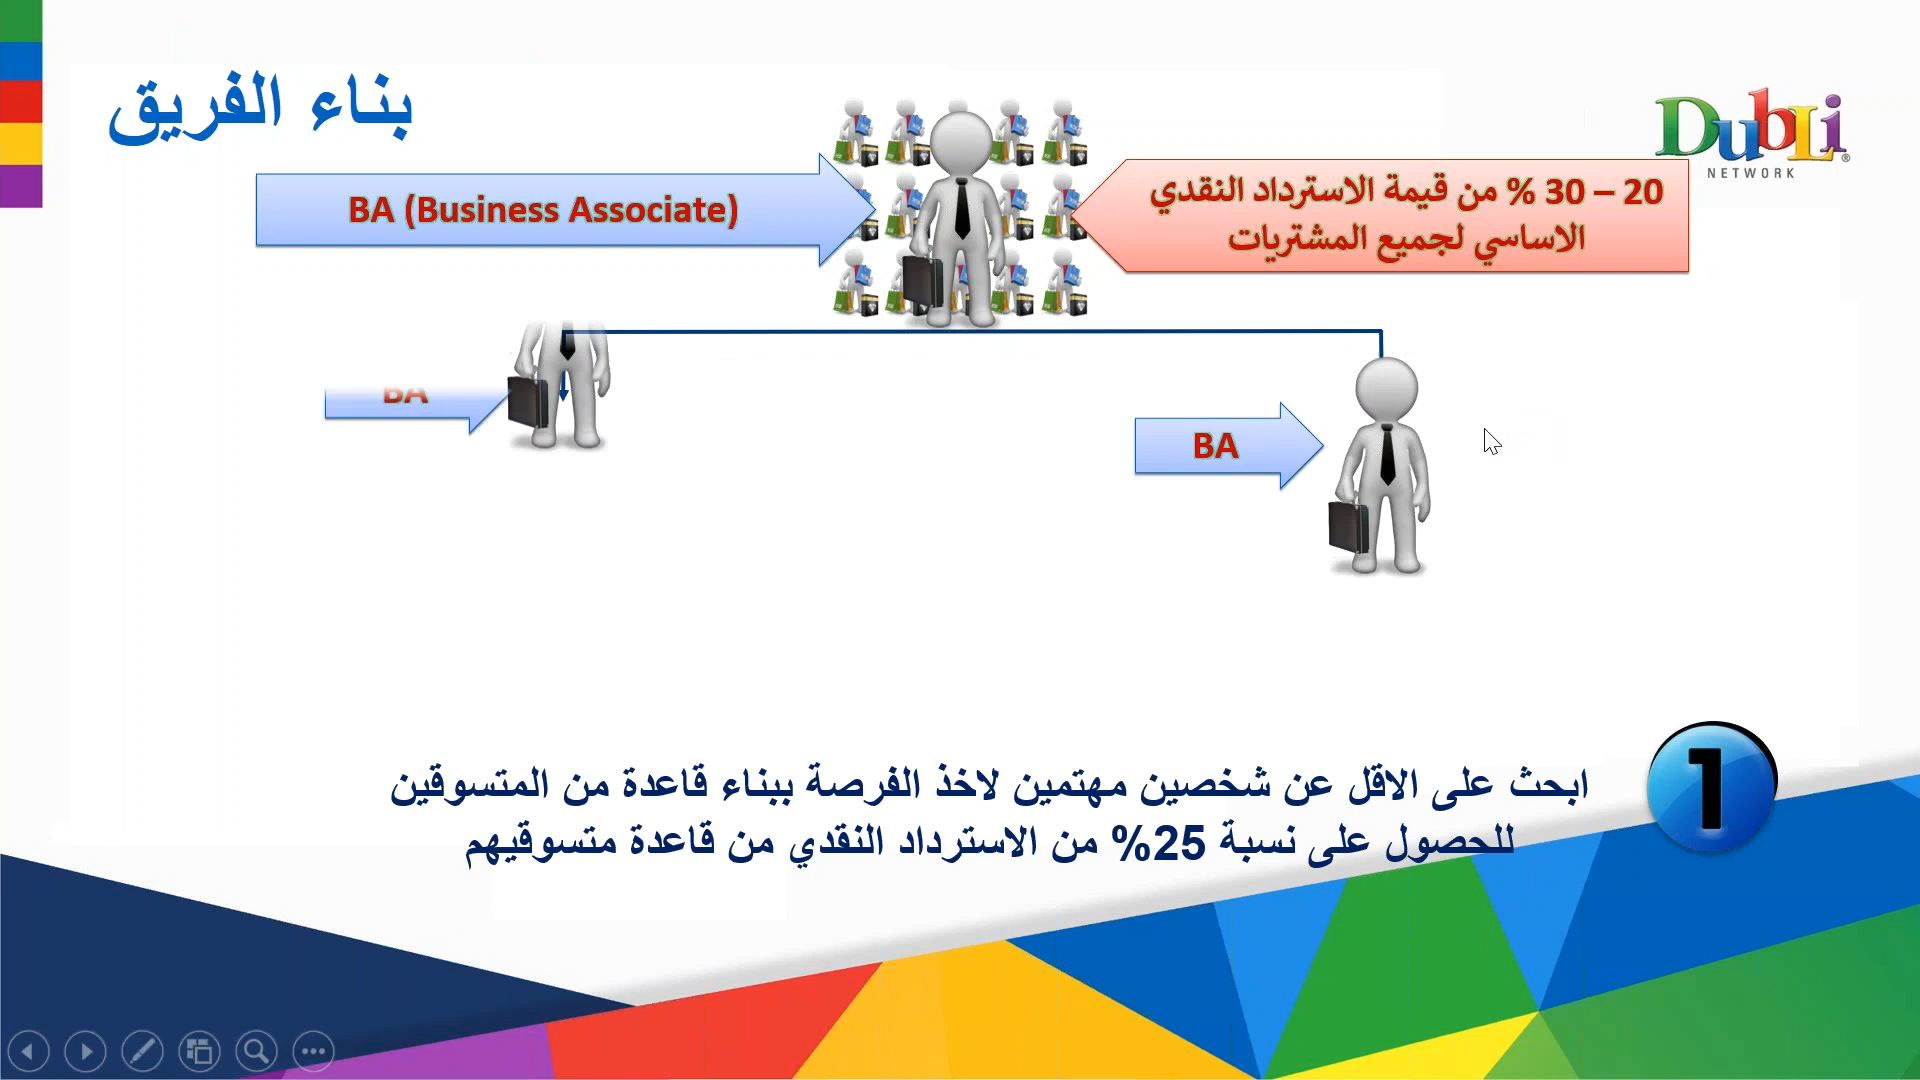 بناء الفريق
DubLi®
NETWORK
BA (Business Associate)
20 – 30 % من قيمة الاسترداد النقدي
الاساسي لجميع المشتريات
BA
BA
1
ابحث على الاقل عن شخصين مهتمين لاخذ الفرصة ببناء قاعدة من المتسوقين
للحصول على نسبة 25% من الاسترداد النقدي من قاعدة متسوقيهم